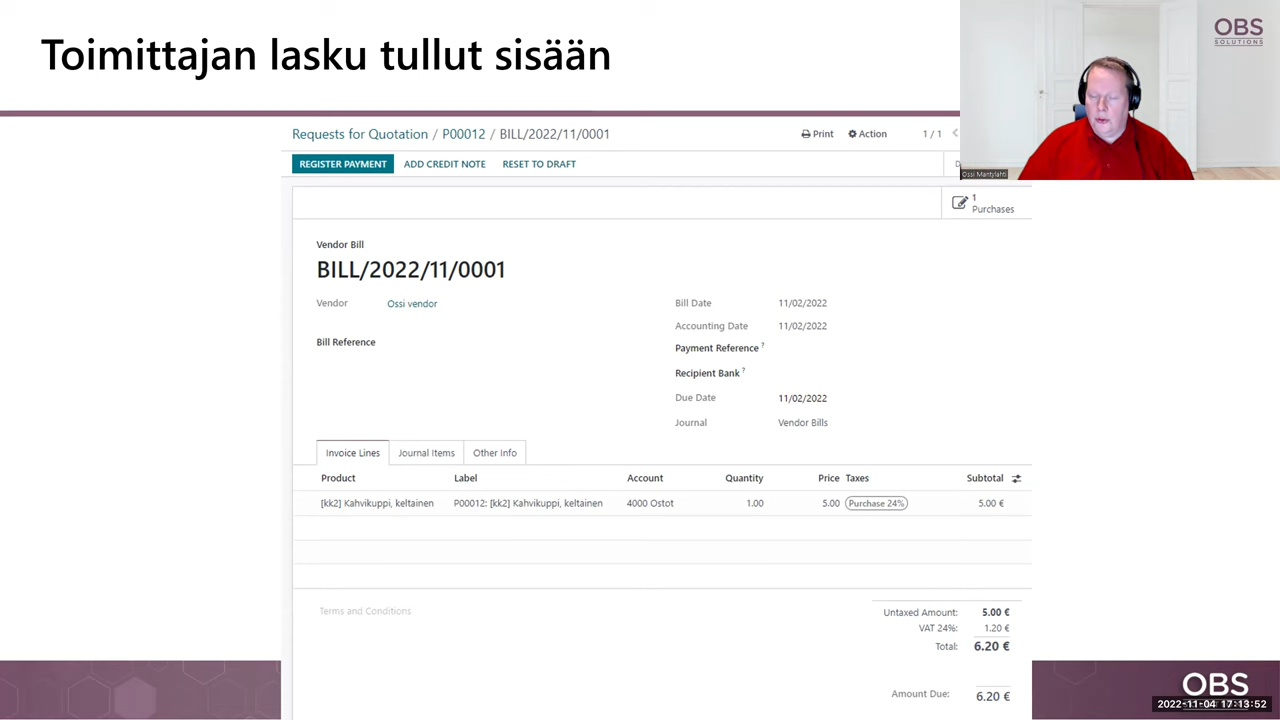 Toimittajan lasku tullut sisään
OBS
SOLUTIONS
Ossi Mantylahti
Requests for Quotation / P00012 / BILL/2022/11/0001
Print Action 1 / 1
REGISTER PAYMENT ADD CREDIT NOTE RESET TO DRAFT
1
Purchases
Vendor Bill
BILL/2022/11/0001
Vendor Ossi vendor
Bill Date 11/02/2022
Accounting Date 11/02/2022
Bill Reference
Payment Reference ?
Recipient Bank ?
Due Date 11/02/2022
Journal Vendor Bills
Invoice Lines Journal Items Other Info
Product Label Account Quantity Price Taxes Subtotal
[kk2] Kahvikuppi, keltainen P00012: [kk2] Kahvikuppi, keltainen 4000 Ostot 1.00 5.00 Purchase 24% 5.00 €
Terms and Conditions
Untaxed Amount: 5.00 €
VAT 24%: 1.20 €
Total: 6.20 €
Amount Due: 6.20 €
OBS
2022-11-04 17:13:52